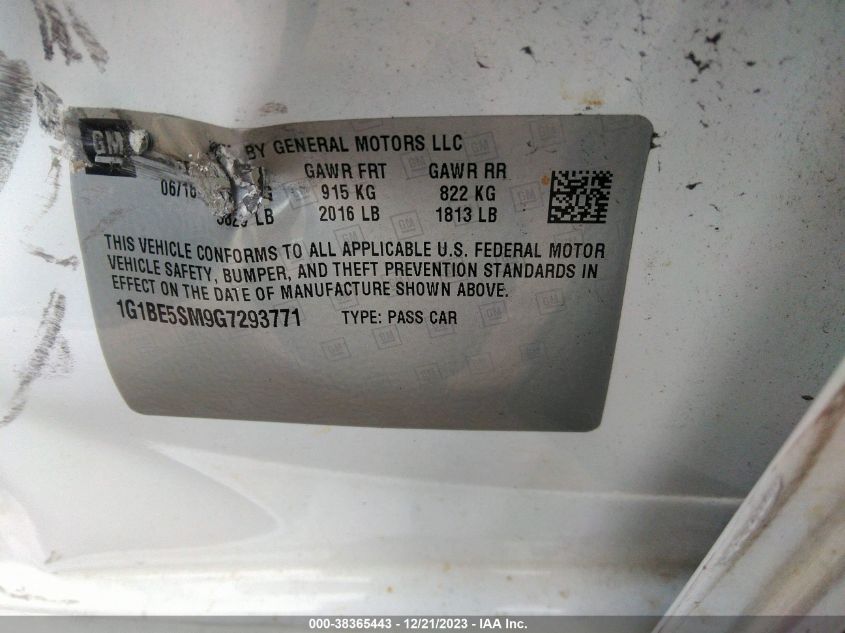 GM BY GENERAL MOTORS LLC
GAWR FRT GAWR RR
06/16 915 KG 822 KG
LB 2016 LB 1813 LB
THIS VEHICLE CONFORMS TO ALL APPLICABLE U.S. FEDERAL MOTOR
VEHICLE SAFETY, BUMPER, AND THEFT PREVENTION STANDARDS IN
EFFECT ON THE DATE OF MANUFACTURE SHOWN ABOVE.
1G1BE5SM9G7293771 TYPE: PASS CAR
000-38365443 - 12/21/2023 - IAA Inc.